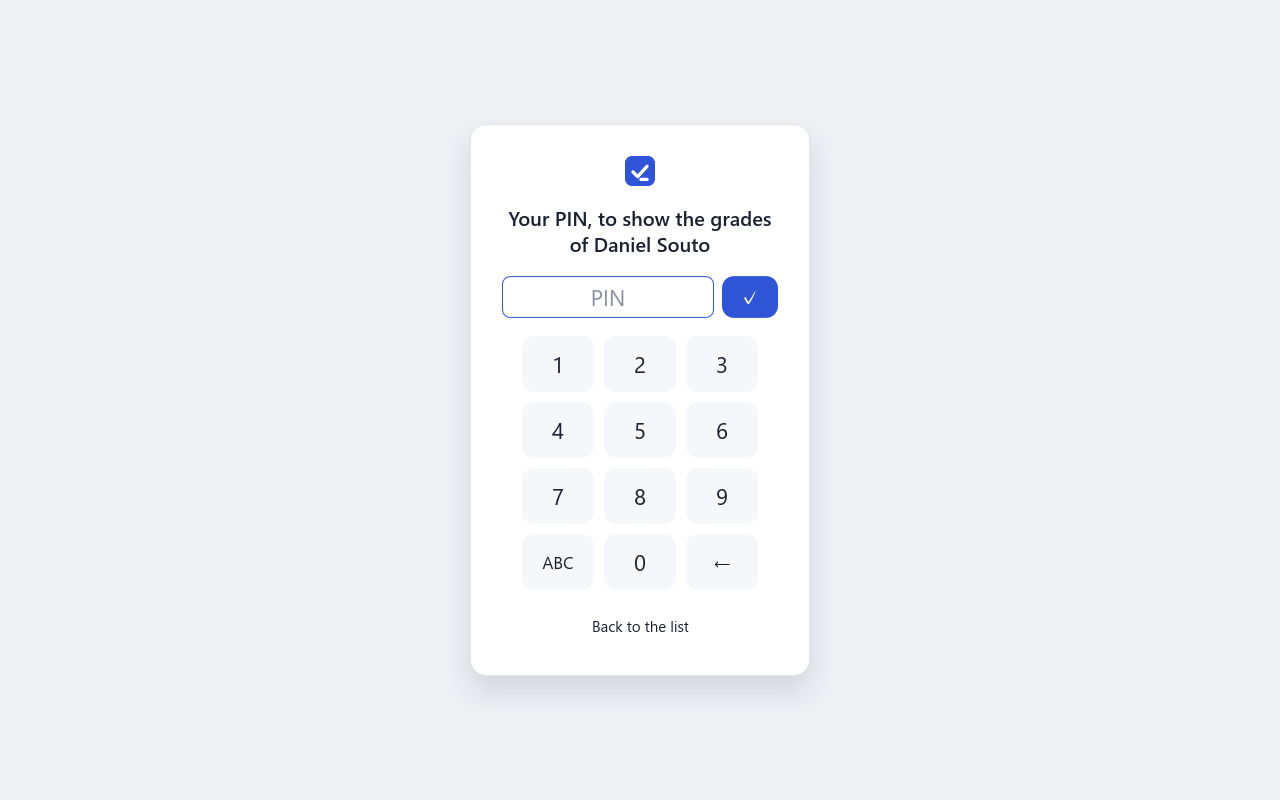 Your PIN, to show the grades
of Daniel Souto
PIN ✓
1 2 3
4 5 6
7 8 9
ABC 0 ←
Back to the list